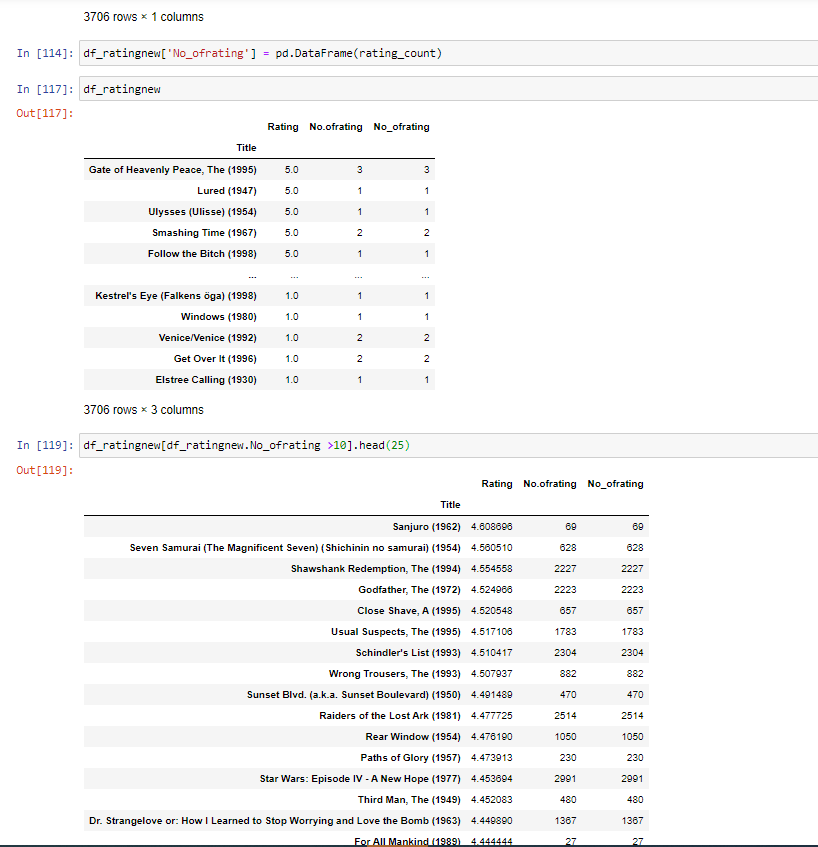 3706 rows × 1 columns
In [114]: df_ratingnew['No_ofrating'] = pd.DataFrame(rating_count)
In [117]: df_ratingnew
Out[117]:
Rating No.ofrating No_ofrating
Title
Gate of Heavenly Peace, The (1995) 5.0 3 3
Lured (1947) 5.0 1 1
Ulysses (Ulisse) (1954) 5.0 1 1
Smashing Time (1967) 5.0 2 2
Follow the Bitch (1998) 5.0 1 1
... ... ... ...
Kestrel's Eye (Falkens öga) (1998) 1.0 1 1
Windows (1980) 1.0 1 1
Venice/Venice (1992) 1.0 2 2
Get Over It (1996) 1.0 2 2
Elstree Calling (1930) 1.0 1 1
3706 rows × 3 columns
In [119]: df_ratingnew[df_ratingnew.No_ofrating >10].head(25)
Out[119]:
Rating No.ofrating No_ofrating
Title
Sanjuro (1962) 4.608696 69 69
Seven Samurai (The Magnificent Seven) (Shichinin no samurai) (1954) 4.560510 628 628
Shawshank Redemption, The (1994) 4.554558 2227 2227
Godfather, The (1972) 4.524966 2223 2223
Close Shave, A (1995) 4.520548 657 657
Usual Suspects, The (1995) 4.517106 1783 1783
Schindler's List (1993) 4.510417 2304 2304
Wrong Trousers, The (1993) 4.507937 882 882
Sunset Blvd. (a.k.a. Sunset Boulevard) (1950) 4.491489 470 470
Raiders of the Lost Ark (1981) 4.477725 2514 2514
Rear Window (1954) 4.476190 1050 1050
Paths of Glory (1957) 4.473913 230 230
Star Wars: Episode IV - A New Hope (1977) 4.453694 2991 2991
Third Man, The (1949) 4.452083 480 480
Dr. Strangelove or: How I Learned to Stop Worrying and Love the Bomb (1963) 4.449890 1367 1367
For All Mankind (1989) 4.444444 27 27